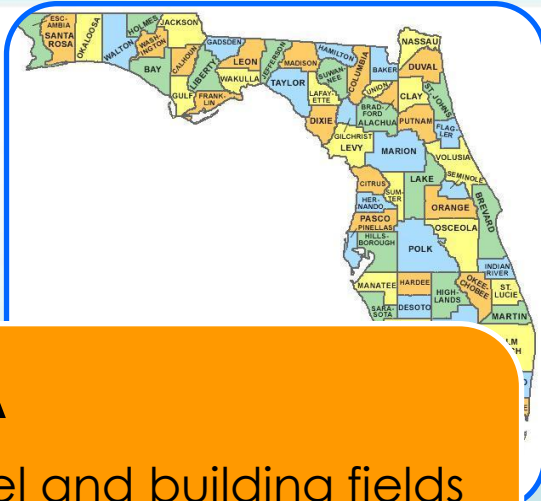 ESC-
AMBIA
SANTA
ROSA
OKALOOSA
WALTON
HOLMES
JACKSON
WASH-
INGTON
BAY
CALHOUN
GULF
GADSDEN
LIBERTY
FRANK-
LIN
LEON
WAKULLA
JEFFERSON
MADISON
TAYLOR
HAMILTON
SUWAN-
NEE
LAFAY-
ETTE
DIXIE
COLUMBIA
BAKER
UNION
BRAD-
FORD
ALACHUA
GILCHRIST
LEVY
NASSAU
DUVAL
CLAY
ST. JOHNS
PUTNAM
FLAG-
LER
MARION
VOLUSIA
CITRUS
SUM-
TER
LAKE
SEMINOLE
HER-
NANDO
ORANGE
BREVARD
PASCO
PINELLAS
HILLS-
BOROUGH
POLK
OSCEOLA
INDIAN
RIVER
MANATEE
HARDEE
HIGH-
LANDS
OKEE-
CHOBEE
ST.
LUCIE
SARA-
SOTA
DESOTO
MARTIN
and building fields